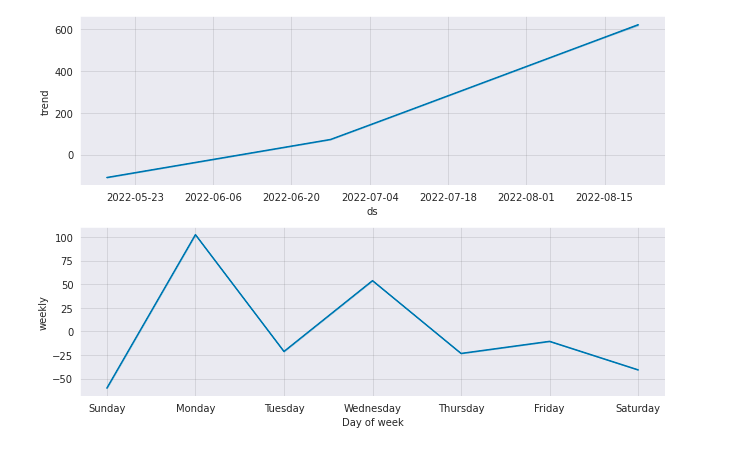 600
400
200
0
trend
2022-05-23 2022-06-06 2022-06-20 2022-07-04 2022-07-18 2022-08-01 2022-08-15
ds
100
75
50
25
0
−25
−50
weekly
Sunday Monday Tuesday Wednesday Thursday Friday Saturday
Day of week